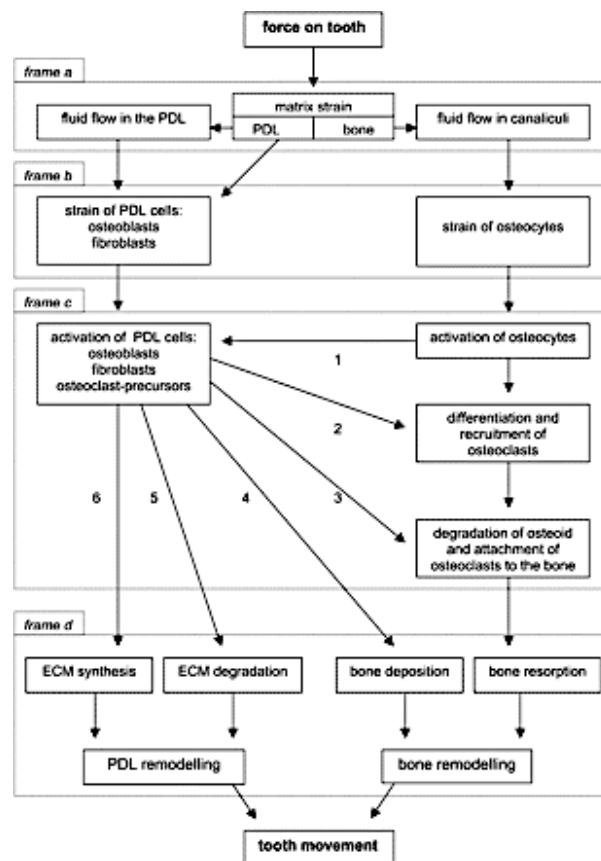 force on tooth
frame a
matrix strain
fluid flow in the PDL
PDL
bone
fluid flow in canaliculi
frame b
strain of PDL cells:
osteoblasts
fibroblasts
strain of osteocytes
frame c
activation of PDL cells:
osteoblasts
fibroblasts
osteoclast-precursors
activation of osteocytes
1
2
differentiation and
recruitment of
osteoclasts
6
5
4
3
degradation of osteoid
and attachment of
osteoclasts to the bone
frame d
ECM synthesis
ECM degradation
bone deposition
bone resorption
PDL remodelling
bone remodelling
tooth movement